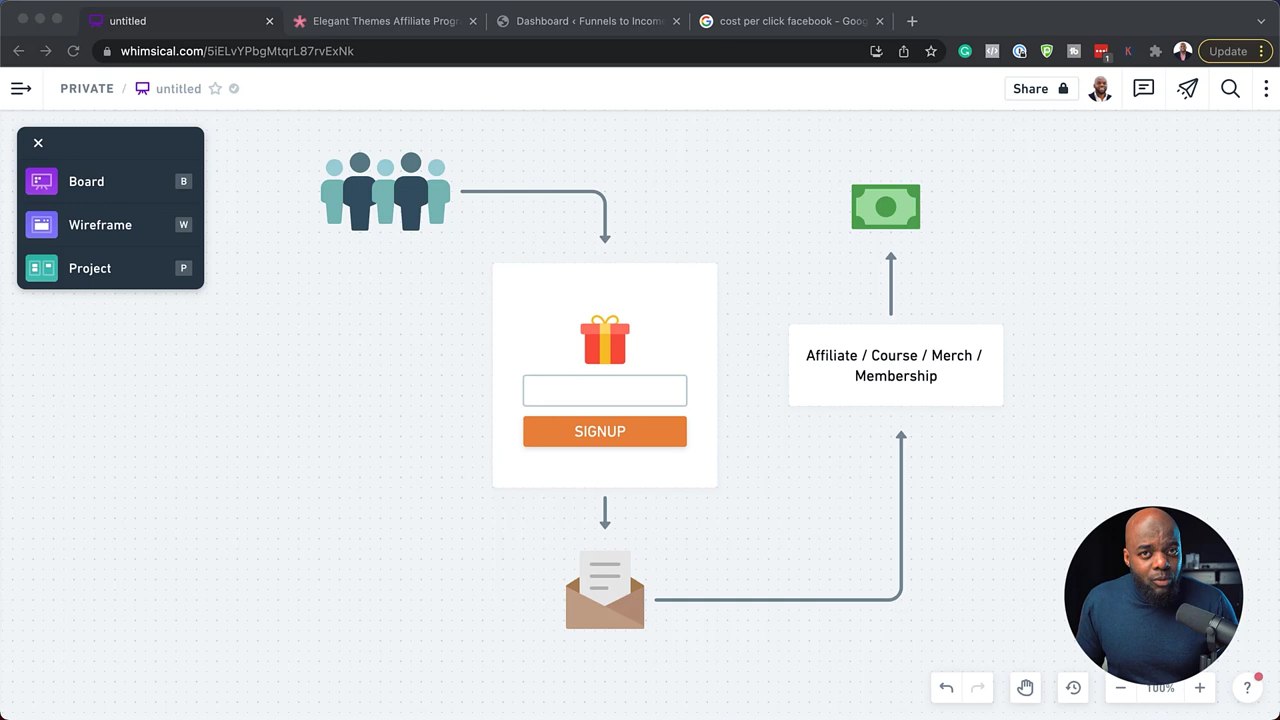 untitled
Elegant Themes Affiliate Progr
Dashboard ‹ Funnels to Income
cost per click facebook - Goog
whimsical.com/5iELvYPbgMtqrL87rvExNk
1
K
Update
PRIVATE / untitled
Share
Board B
Wireframe W
Project P
Affiliate / Course / Merch /
Membership
SIGNUP
100%
?